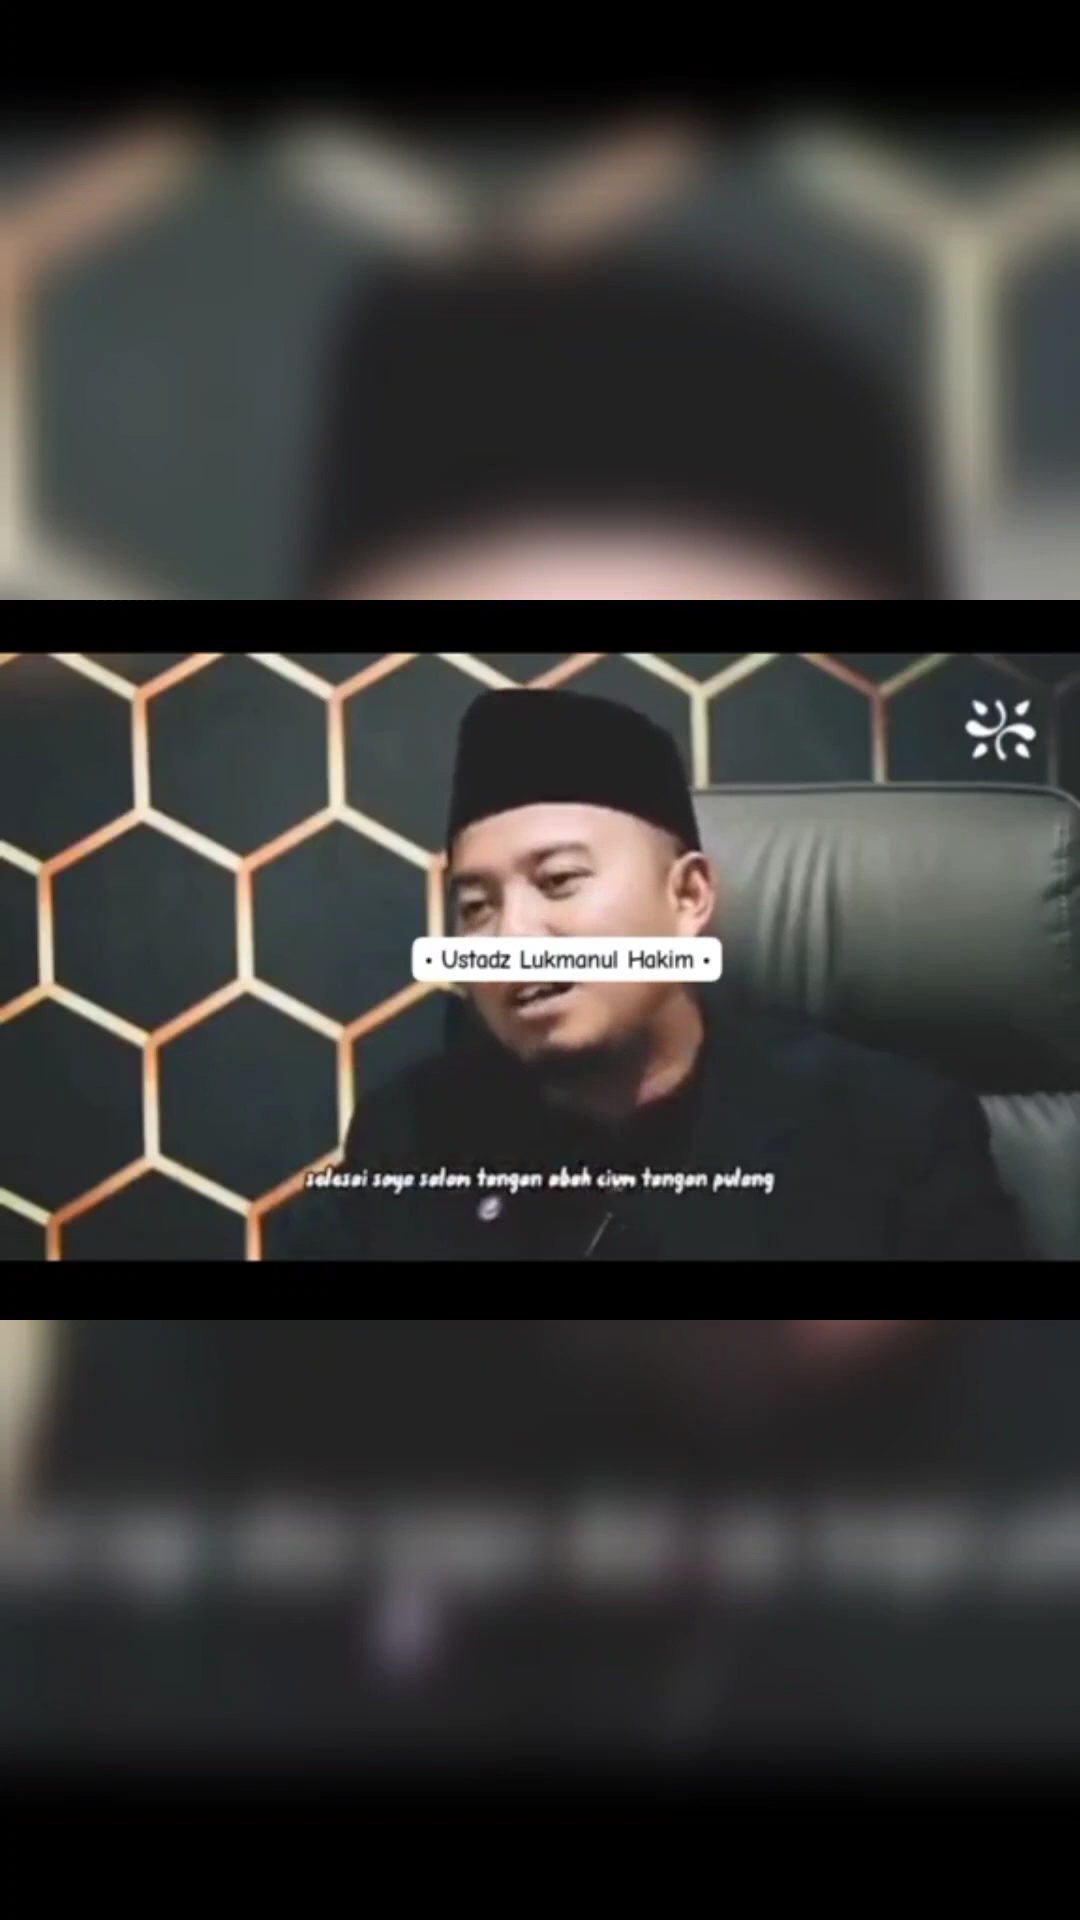 • Ustadz Lukmanul Hakim •
selesai saya salam tangan abah cium tangan pulang